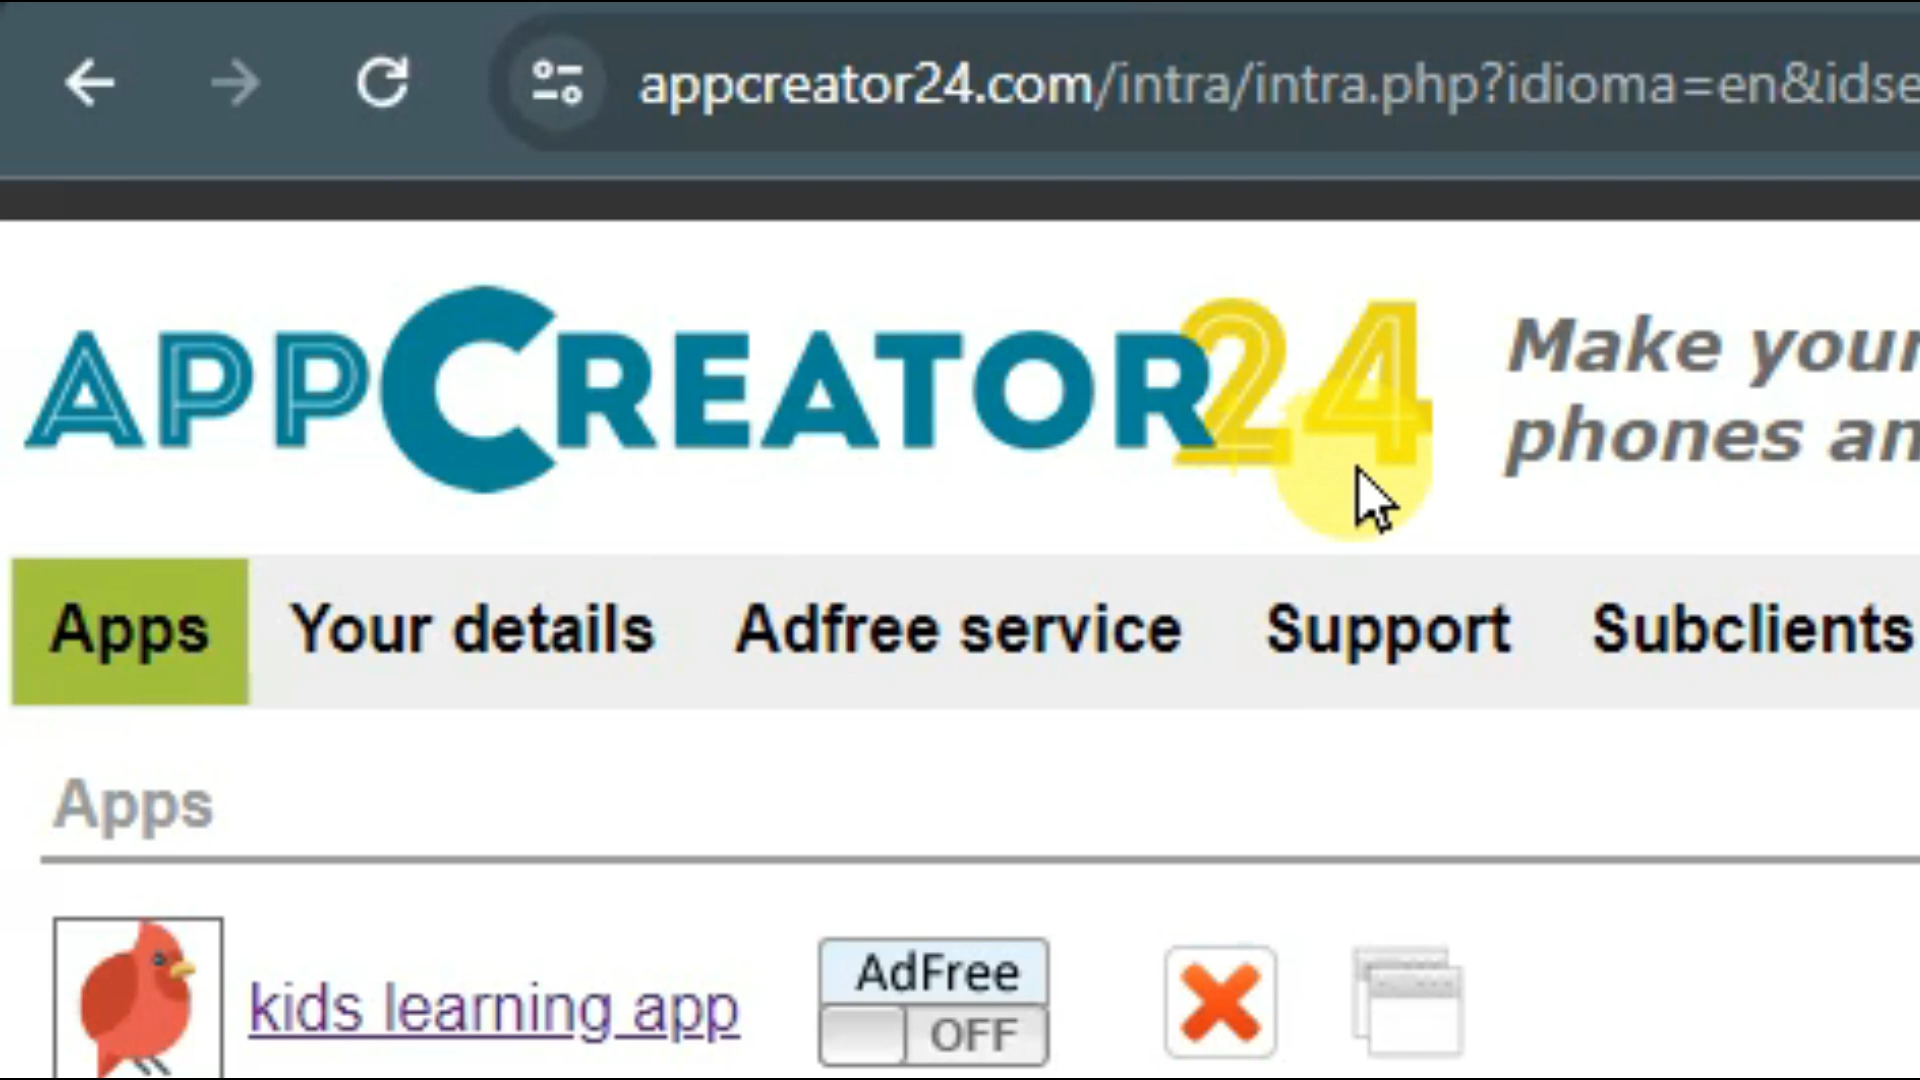 appcreator24.com/intra/intra.php?idioma=en&idse
APPCREATOR24
Make your
phones an
Apps Your details Adfree service Support Subclients
Apps
kids learning app
AdFree
OFF